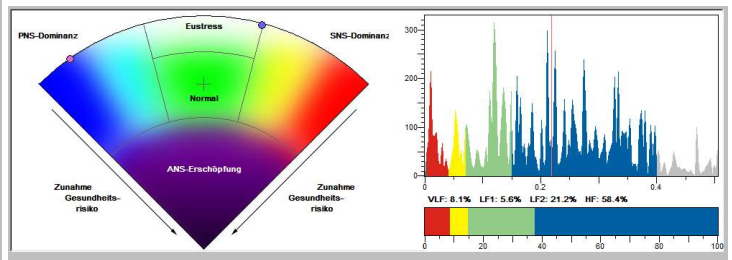 Eustress
PNS-Dominanz
SNS-Dominanz
Normal
ANS-Erschöpfung
Zunahme
Gesundheits-
risiko
Zunahme
Gesundheits-
risiko
300
200
100
0
0
0.2
0.4
VLF: 8.1% LF1: 5.6% LF2: 21.2% HF: 58.4%
0 20 40 60 80 100